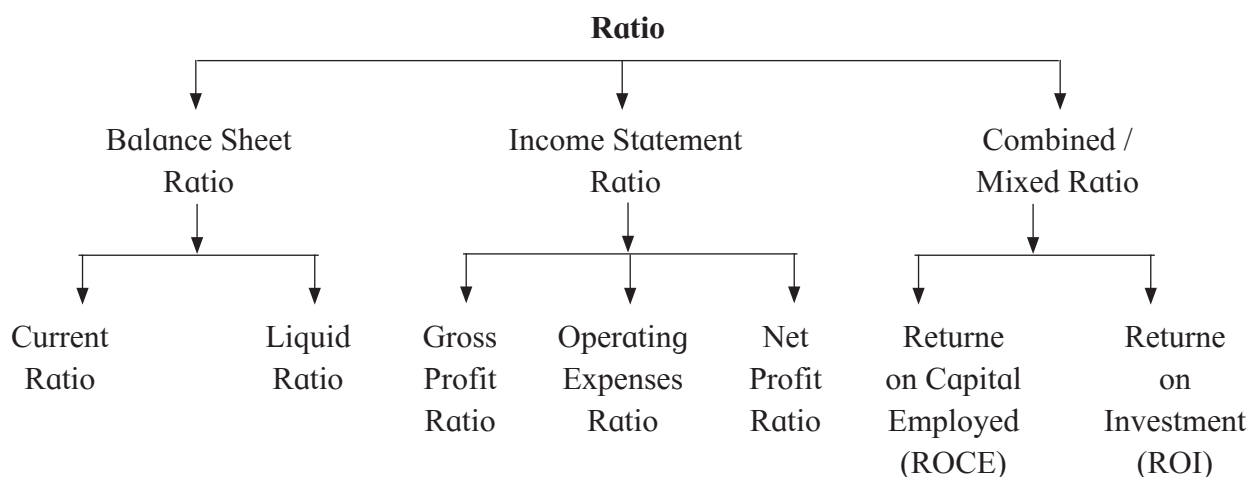 Ratio
Balance Sheet
Ratio
Income Statement
Ratio
Combined /
Mixed Ratio
Current
Ratio
Liquid
Ratio
Gross
Profit
Ratio
Operating
Expenses
Ratio
Net
Profit
Ratio
Returne
on Capital
Employed
(ROCE)
Returne
on
Investment
(ROI)